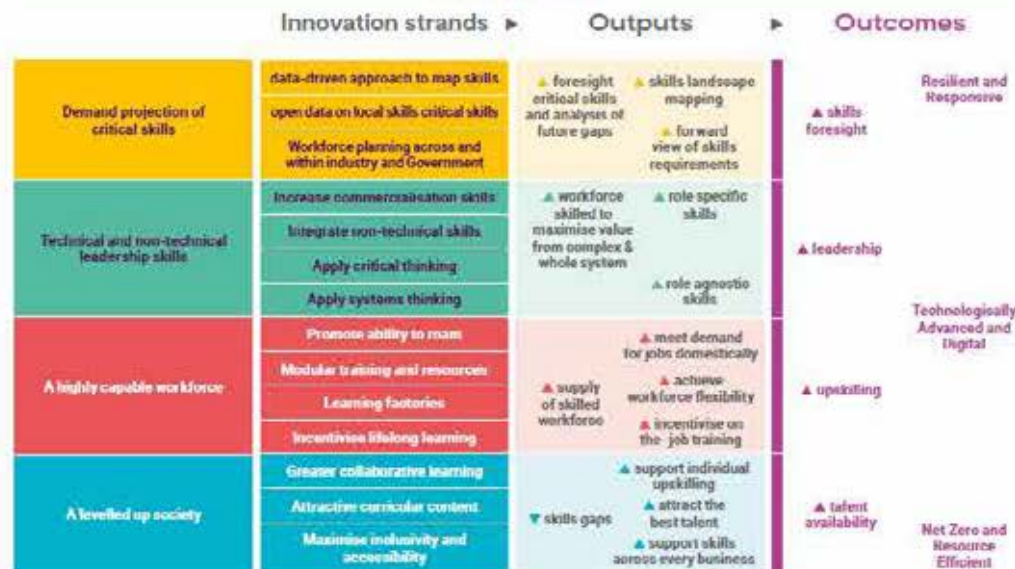 Innovation strands
Outputs
Outcomes
Demand projection of
critical skills
data-driven approach to map skills
open data on local skills critical skills
Workforce planning across and
within industry and Government
foresight
critical skills
and analysis of
future gaps
skills landscape
mapping
forward
view of skills
requirements
skills
foresight
Resilient and
Responsive
Technical and non-technical
leadership skills
Increase commercialisation skills
Integrate non-technical skills
Apply critical thinking
Apply systems thinking
workforce
skilled to
maximise value
from complex &
whole system
role specific
skills
role agnostic
skills
leadership
Technologically
Advanced and
Digital
A highly capable workforce
Promote ability to roam
Modular training and resources
Learning factories
Incentivise lifelong learning
supply
of skilled
workforce
meet demand
for jobs domestically
achieve
workforce flexibility
incentivise on
the- job training
upskilling
A levelled up society
Greater collaborative learning
Attractive curricular content
Maximise inclusivity and
accessibility
skills gaps
support individual
upskilling
attract the
best talent
support skills
across every business
talent
availability
Net Zero and
Resource
Efficient